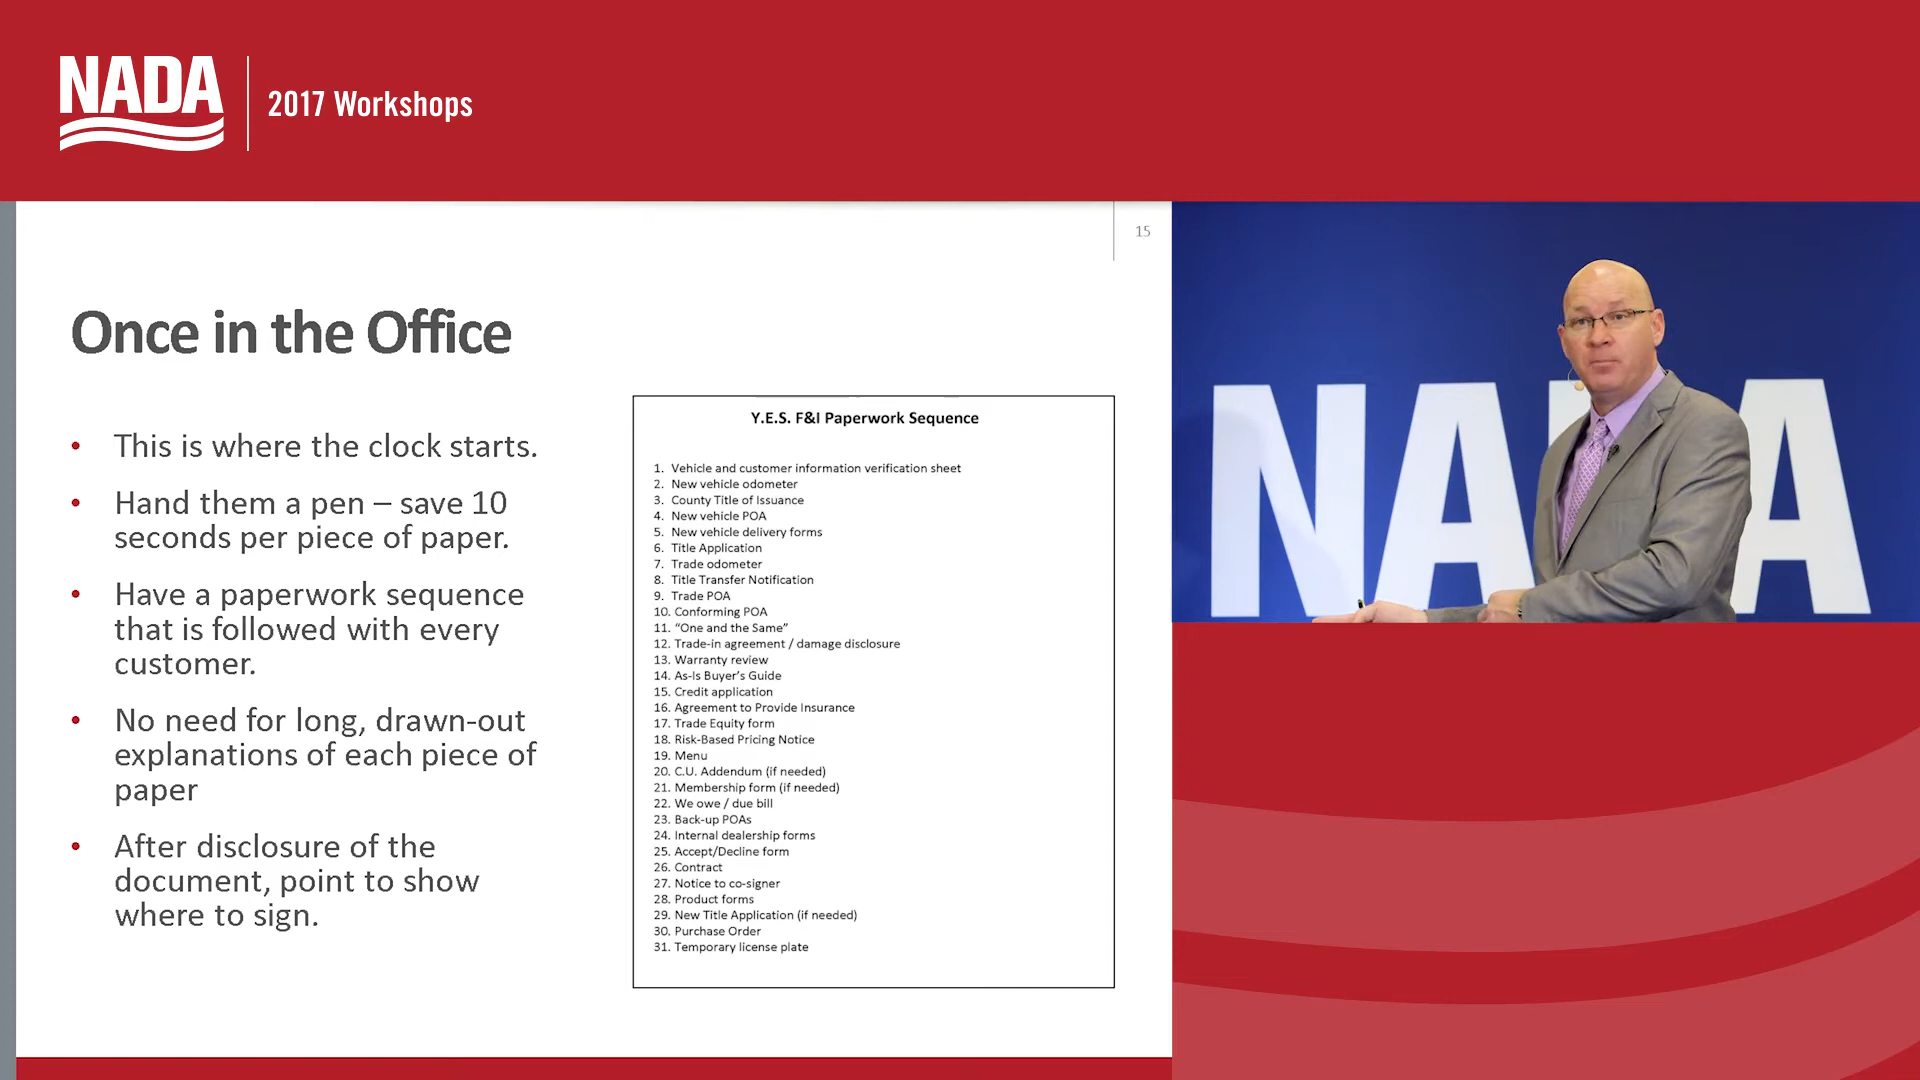 NADA
2017 Workshops
15
Once in the Office
• This is where the clock starts.
• Hand them a pen – save 10
seconds per piece of paper.
• Have a paperwork sequence
that is followed with every
customer.
• No need for long, drawn-out
explanations of each piece of
paper
• After disclosure of the
document, point to show
where to sign.
Y.E.S. F&I Paperwork Sequence
1. Vehicle and customer information verification sheet
2. New vehicle odometer
3. County Title of Issuance
4. New vehicle POA
5. New vehicle delivery forms
6. Title Application
7. Trade odometer
8. Title Transfer Notification
9. Trade POA
10. Conforming POA
11. “One and the Same”
12. Trade-in agreement / damage disclosure
13. Warranty review
14. As-Is Buyer’s Guide
15. Credit application
16. Agreement to Provide Insurance
17. Trade Equity form
18. Risk-Based Pricing Notice
19. Menu
20. C.U. Addendum (if needed)
21. Membership form (if needed)
22. We owe / due bill
23. Back-up POAs
24. Internal dealership forms
25. Accept/Decline form
26. Contract
27. Notice to co-signer
28. Product forms
29. New Title Application (if needed)
30. Purchase Order
31. Temporary license plate
NADA